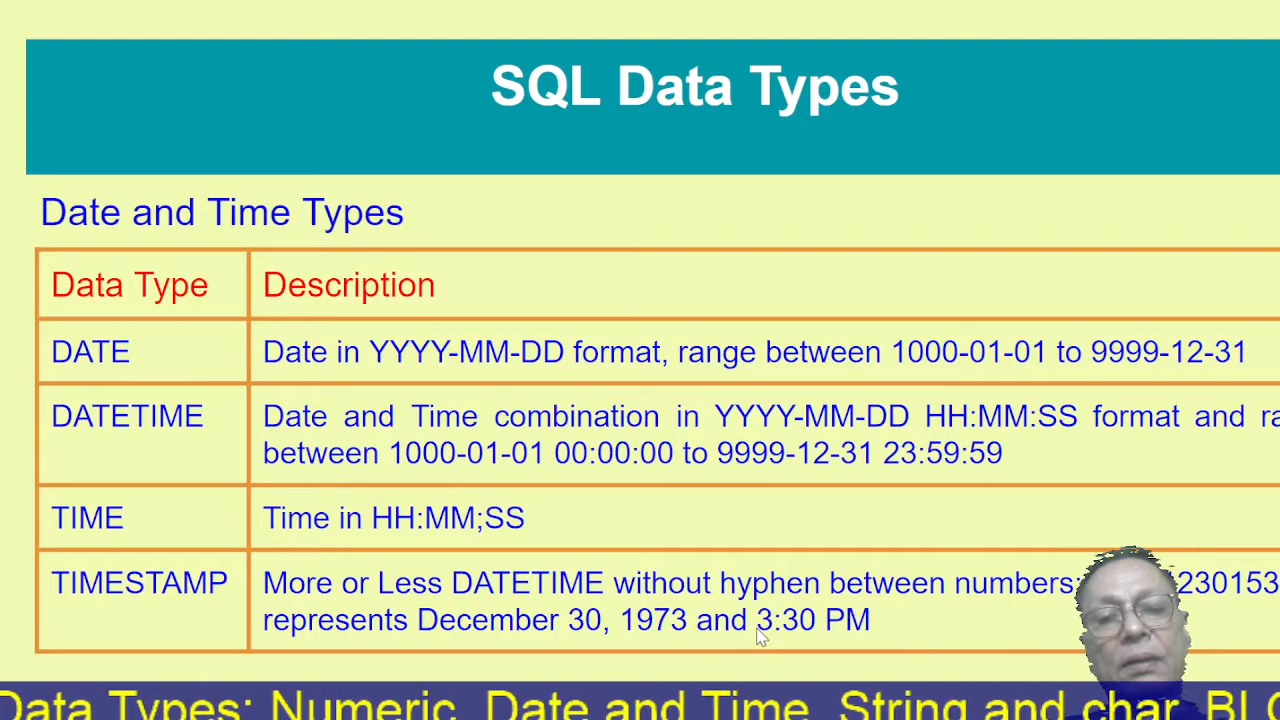 SQL Data Types
Date and Time Types
Data Type Description
DATE Date in YYYY-MM-DD format, range between 1000-01-01 to 9999-12-31
DATETIME Date and Time combination in YYYY-MM-DD HH:MM:SS format and
between 1000-01-01 00:00:00 to 9999-12-31 23:59:59
TIME Time in HH:MM;SS
TIMESTAMP More or Less DATETIME without hyphen between numbers;
represents December 30, 1973 and 3:30 PM
Data Types: Numeric, Date and Time, String and char,